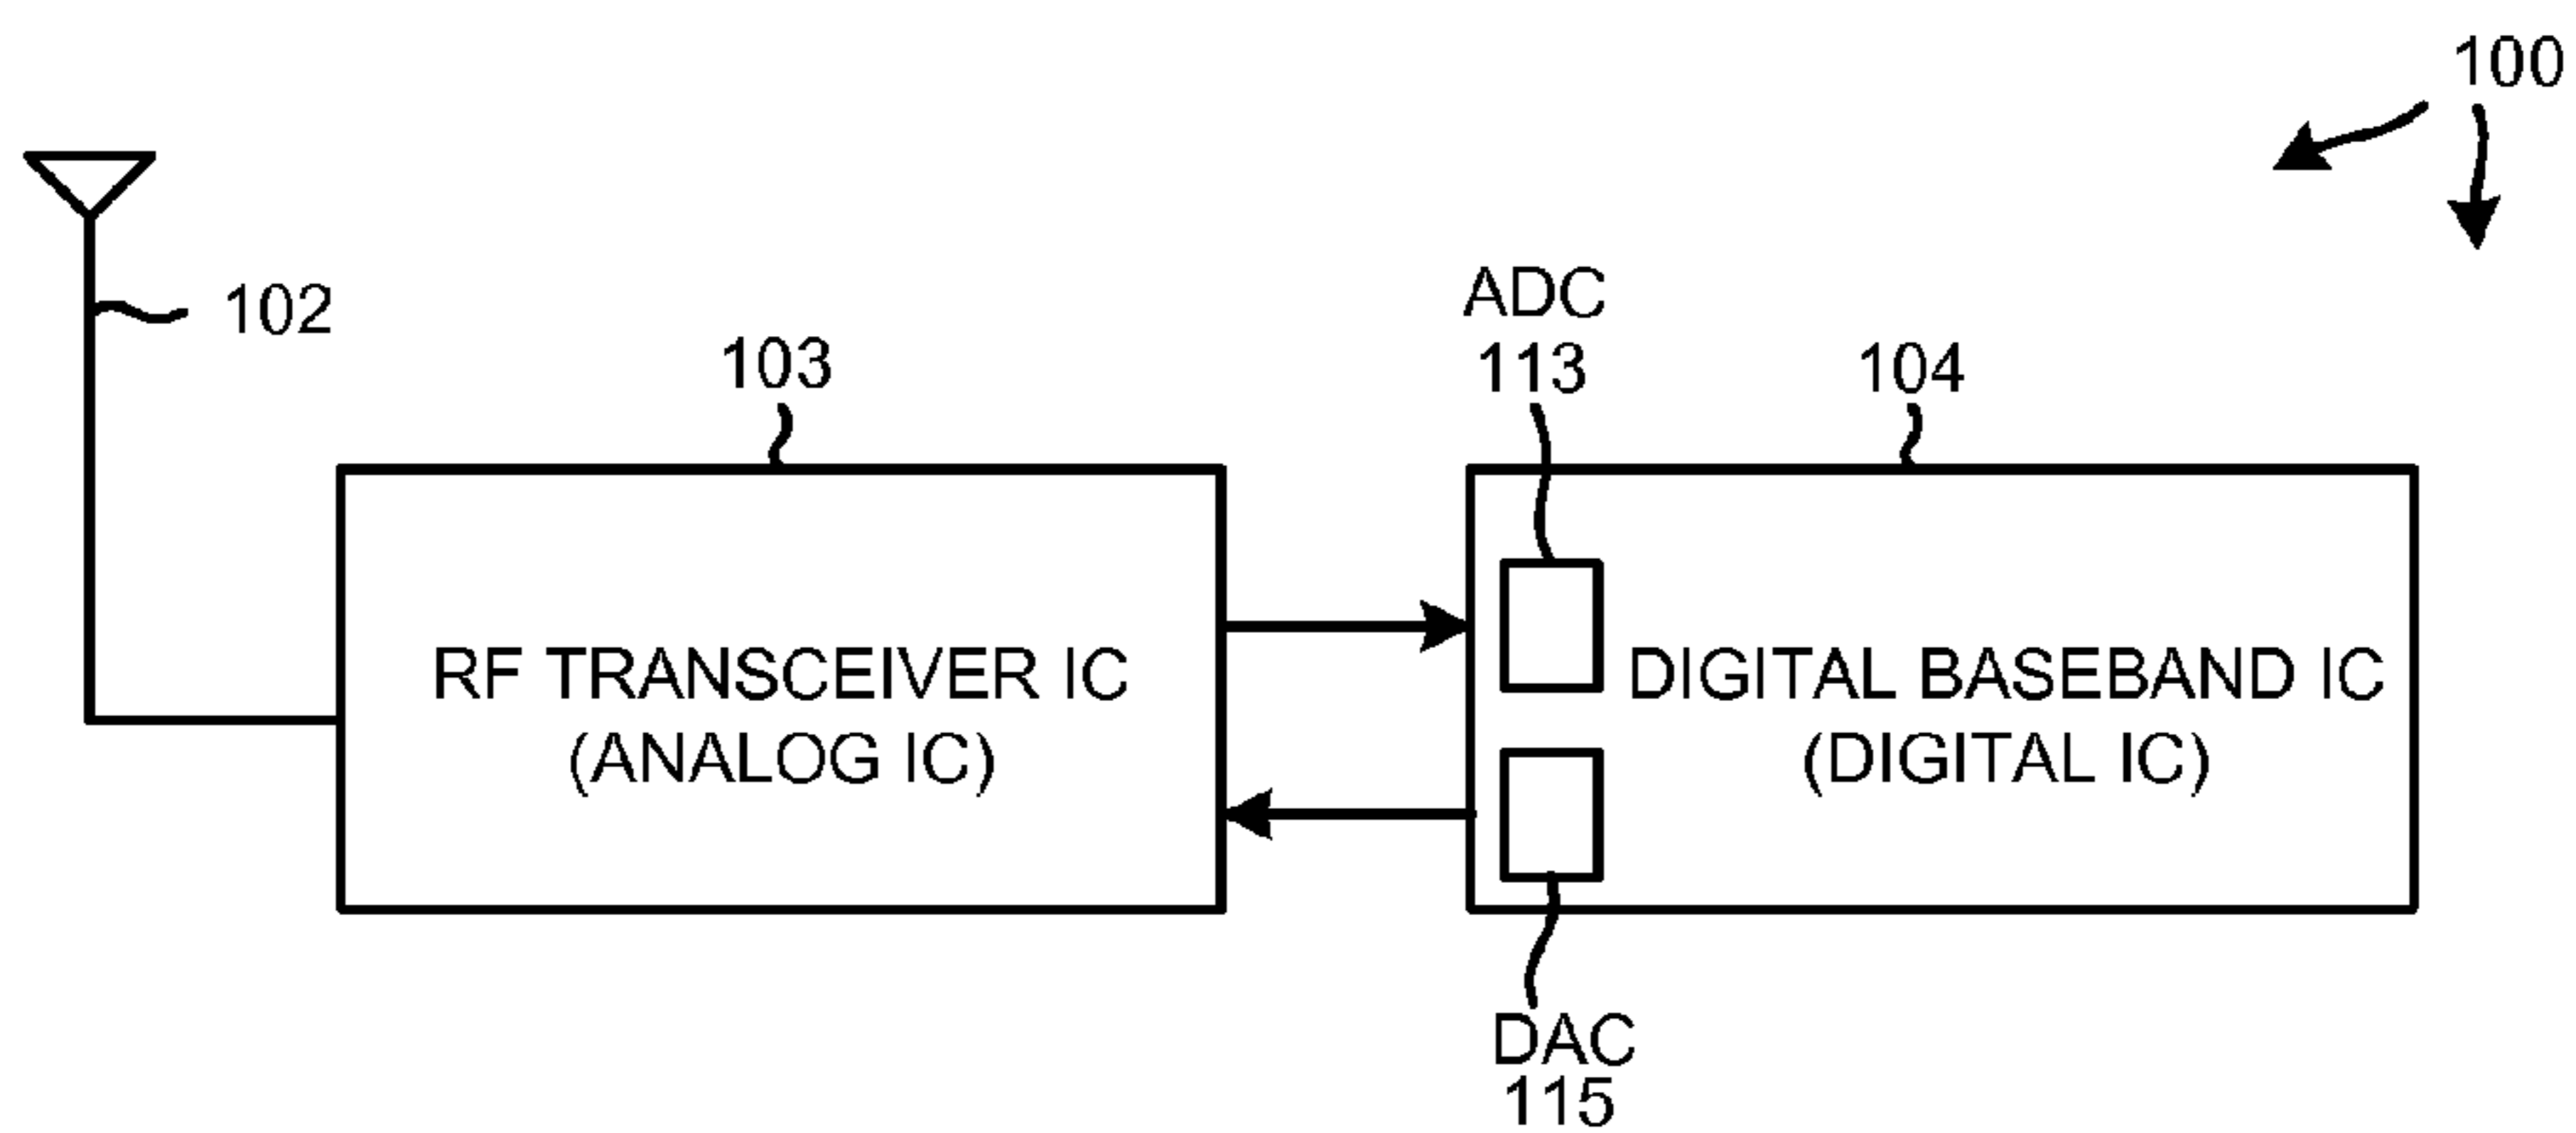 100
102
ADC
113
103
104
RF TRANSCEIVER IC
(ANALOG IC)
DIGITAL BASEBAND IC
(DIGITAL IC)
DAC
115